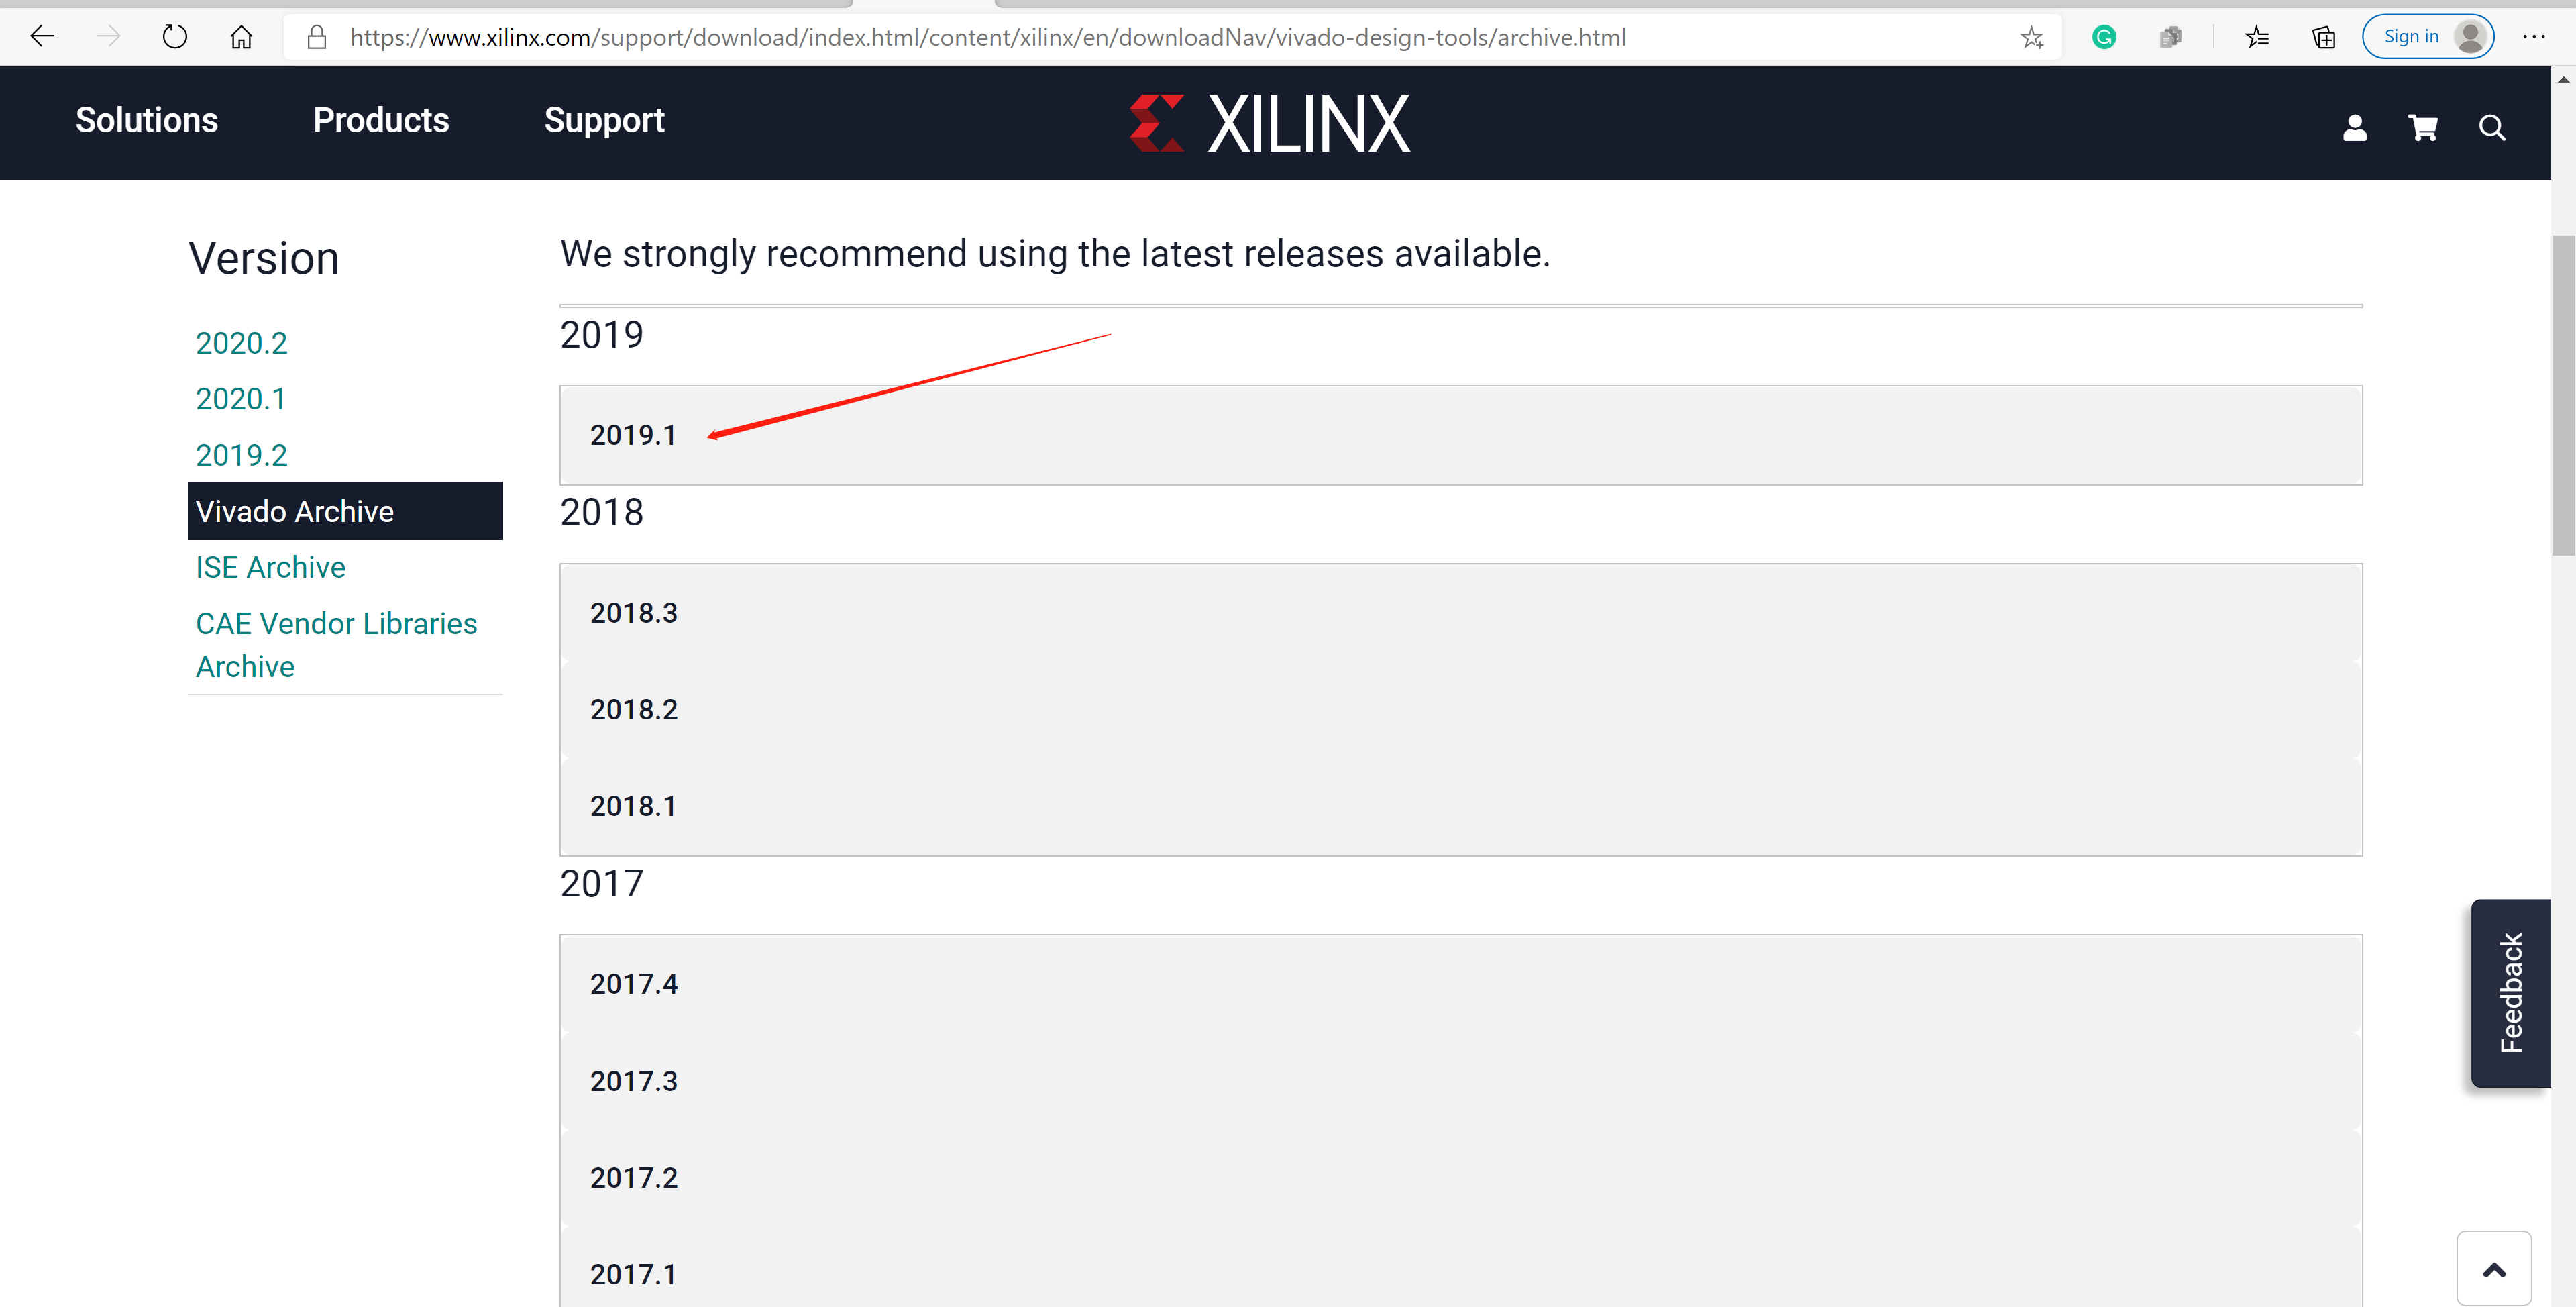 https://www.xilinx.com/support/download/index.html/content/xilinx/en/downloadNav/vivado-design-tools/archive.html
Sign in
Solutions
Products
Support
XILINX
Version
2020.2
2020.1
2019.2
Vivado Archive
ISE Archive
CAE Vendor Libraries
Archive
We strongly recommend using the latest releases available.
2019
2019.1
2018
2018.3
2018.2
2018.1
2017
2017.4
2017.3
2017.2
2017.1
Feedback